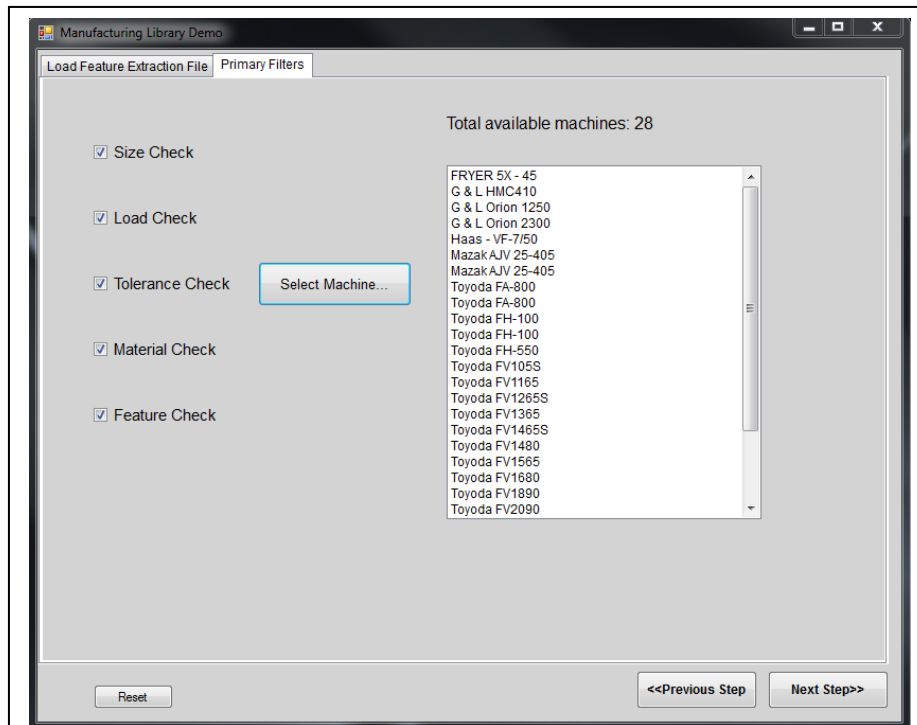 Manufacturing Library Demo
Load Feature Extraction File
Primary Filters
Total available machines: 28
Size Check
Load Check
Tolerance Check
Select Machine...
Material Check
Feature Check
FRYER 5X - 45
G & L HMC410
G & L Orion 1250
G & L Orion 2300
Haas - VF-7/50
Mazak AJV 25-405
Mazak AJV 25-405
Toyoda FA-800
Toyoda FA-800
Toyoda FH-100
Toyoda FH-100
Toyoda FH-550
Toyoda FV105S
Toyoda FV1165
Toyoda FV1265S
Toyoda FV1365
Toyoda FV1465S
Toyoda FV1480
Toyoda FV1565
Toyoda FV1680
Toyoda FV1890
Toyoda FV2090
Reset
<<Previous Step
Next Step>>